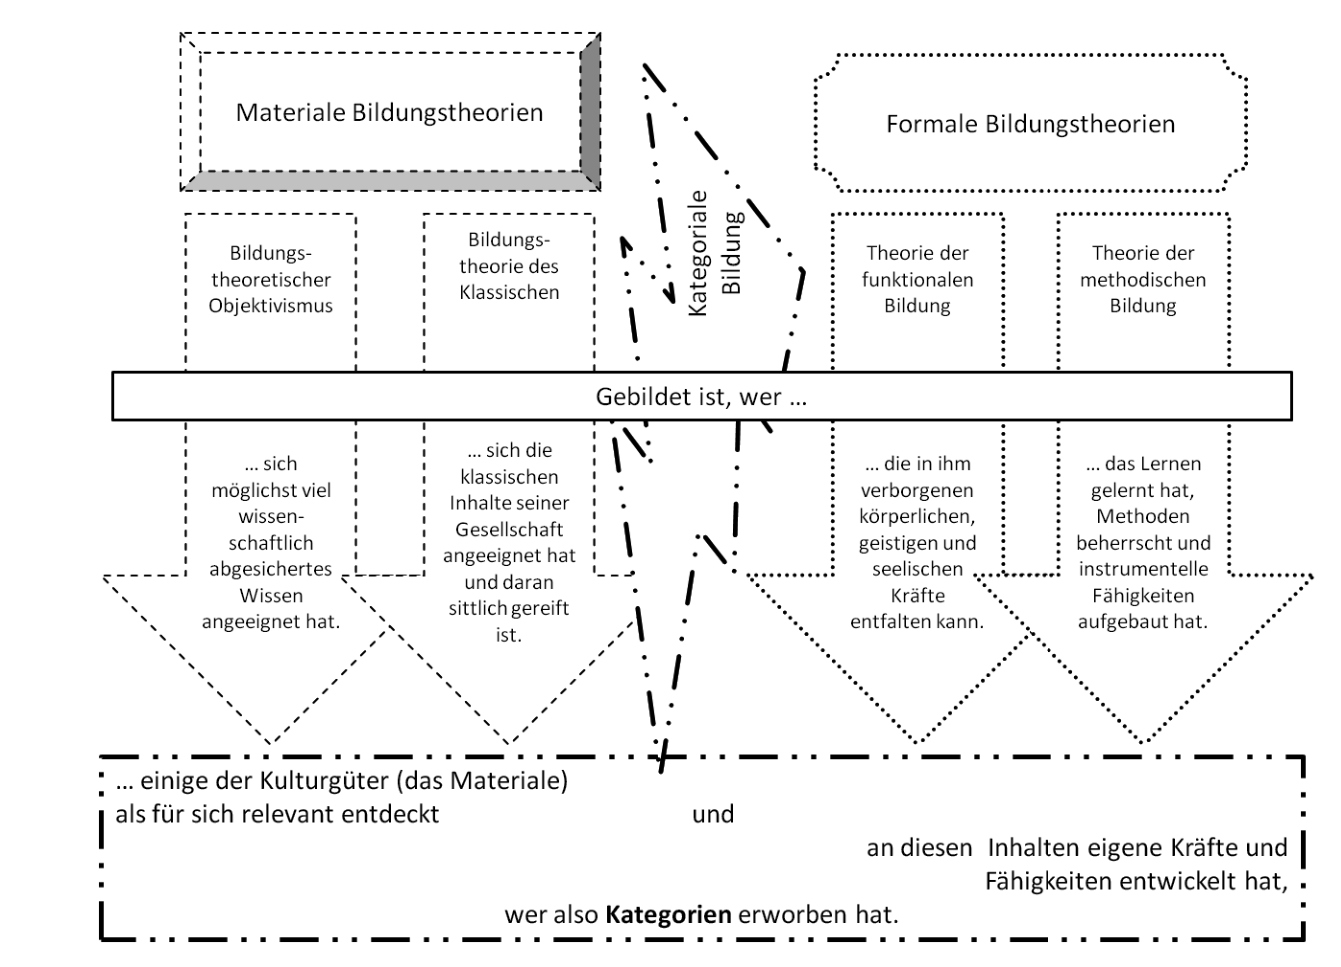 Materiale Bildungstheorien
Formale Bildungstheorien
Bildungs-
theoretischer
Objektivismus
Bildungs-
theorie des
Klassischen
Kategoriale
Bildung
Theorie der
funktionalen
Bildung
Theorie der
methodischen
Bildung
Gebildet ist, wer ...
... sich
möglichst viel
wissen-
schaftlich
abgesichertes
Wissen
angeeignet hat.
... sich die
klassischen
Inhalte seiner
Gesellschaft
angeeignet hat
und daran
sittlich gereift
ist.
... die in ihm
verborgenen
körperlichen,
geistigen und
seelischen
Kräfte
entfalten kann.
... das Lernen
gelernt hat,
Methoden
beherrscht und
instrumentelle
Fähigkeiten
aufgebaut hat.
... einige der Kulturgüter (das Materiale)
als für sich relevant entdeckt und
an diesen Inhalten eigene Kräfte und
Fähigkeiten entwickelt hat,
wer also Kategorien erworben hat.